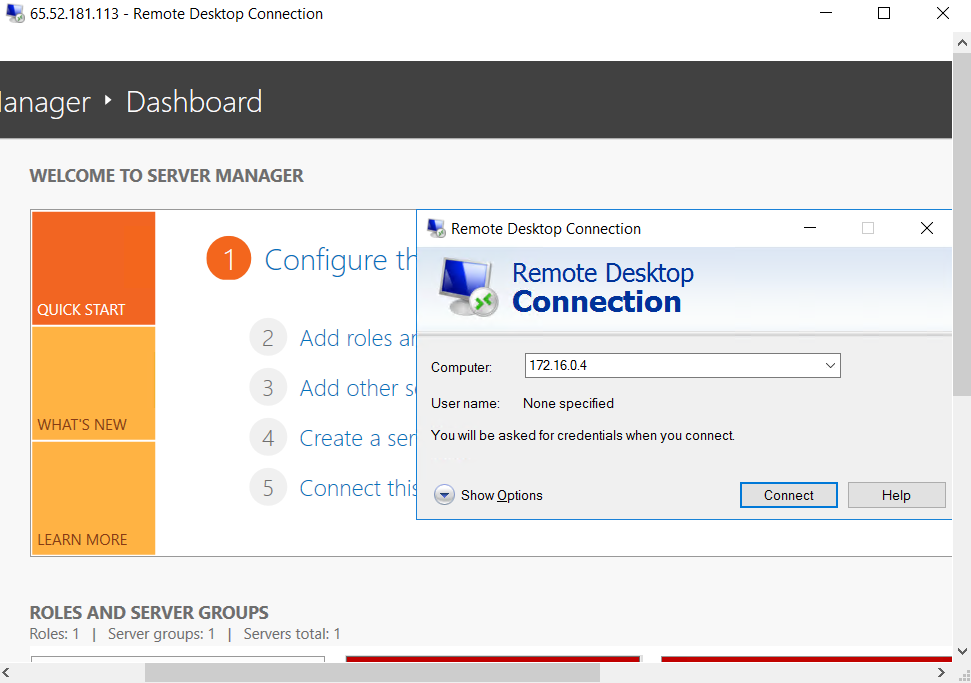 65.52.181.113 - Remote Desktop Connection
anager ‣ Dashboard
WELCOME TO SERVER MANAGER
QUICK START
WHAT'S NEW
LEARN MORE
1 Configure th
2 Add roles a
3 Add other s
4 Create a ser
5 Connect this
Remote Desktop Connection
Remote Desktop
Connection
Computer: 172.16.0.4
User name: None specified
You will be asked for credentials when you connect.
Show Options
Connect
Help
ROLES AND SERVER GROUPS
Roles: 1 | Server groups: 1 | Servers total: 1